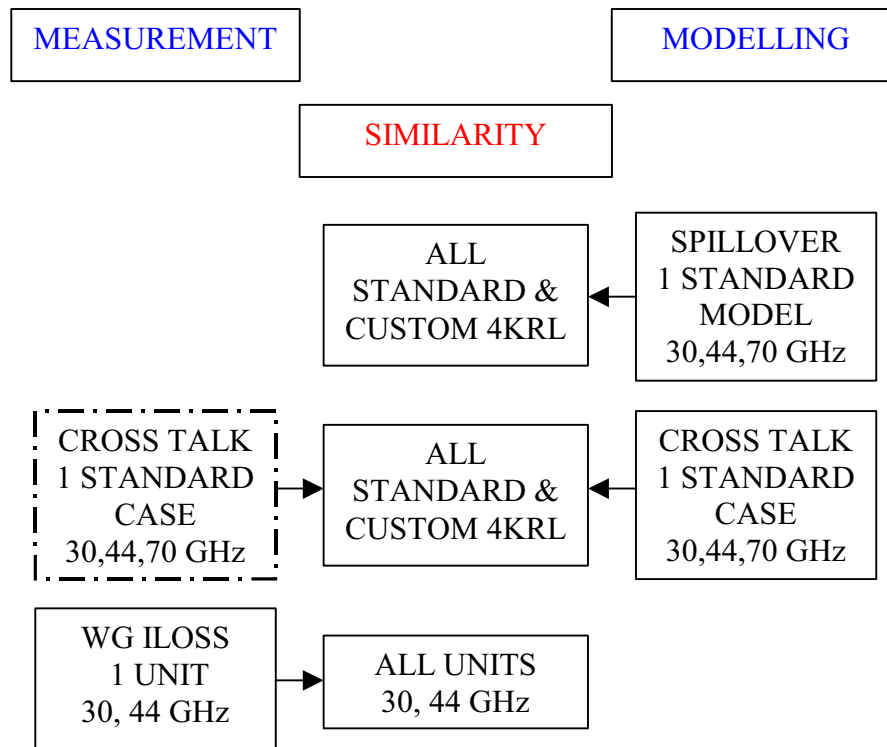 MEASUREMENT
MODELLING
SIMILARITY
ALL
STANDARD &
CUSTOM 4KRL
SPILLOVER
1 STANDARD
MODEL
30,44,70 GHz
CROSS TALK
1 STANDARD
CASE
30,44,70 GHz
ALL
STANDARD &
CUSTOM 4KRL
CROSS TALK
1 STANDARD
CASE
30,44,70 GHz
WG ILOSS
1 UNIT
30, 44 GHz
ALL UNITS
30, 44 GHz